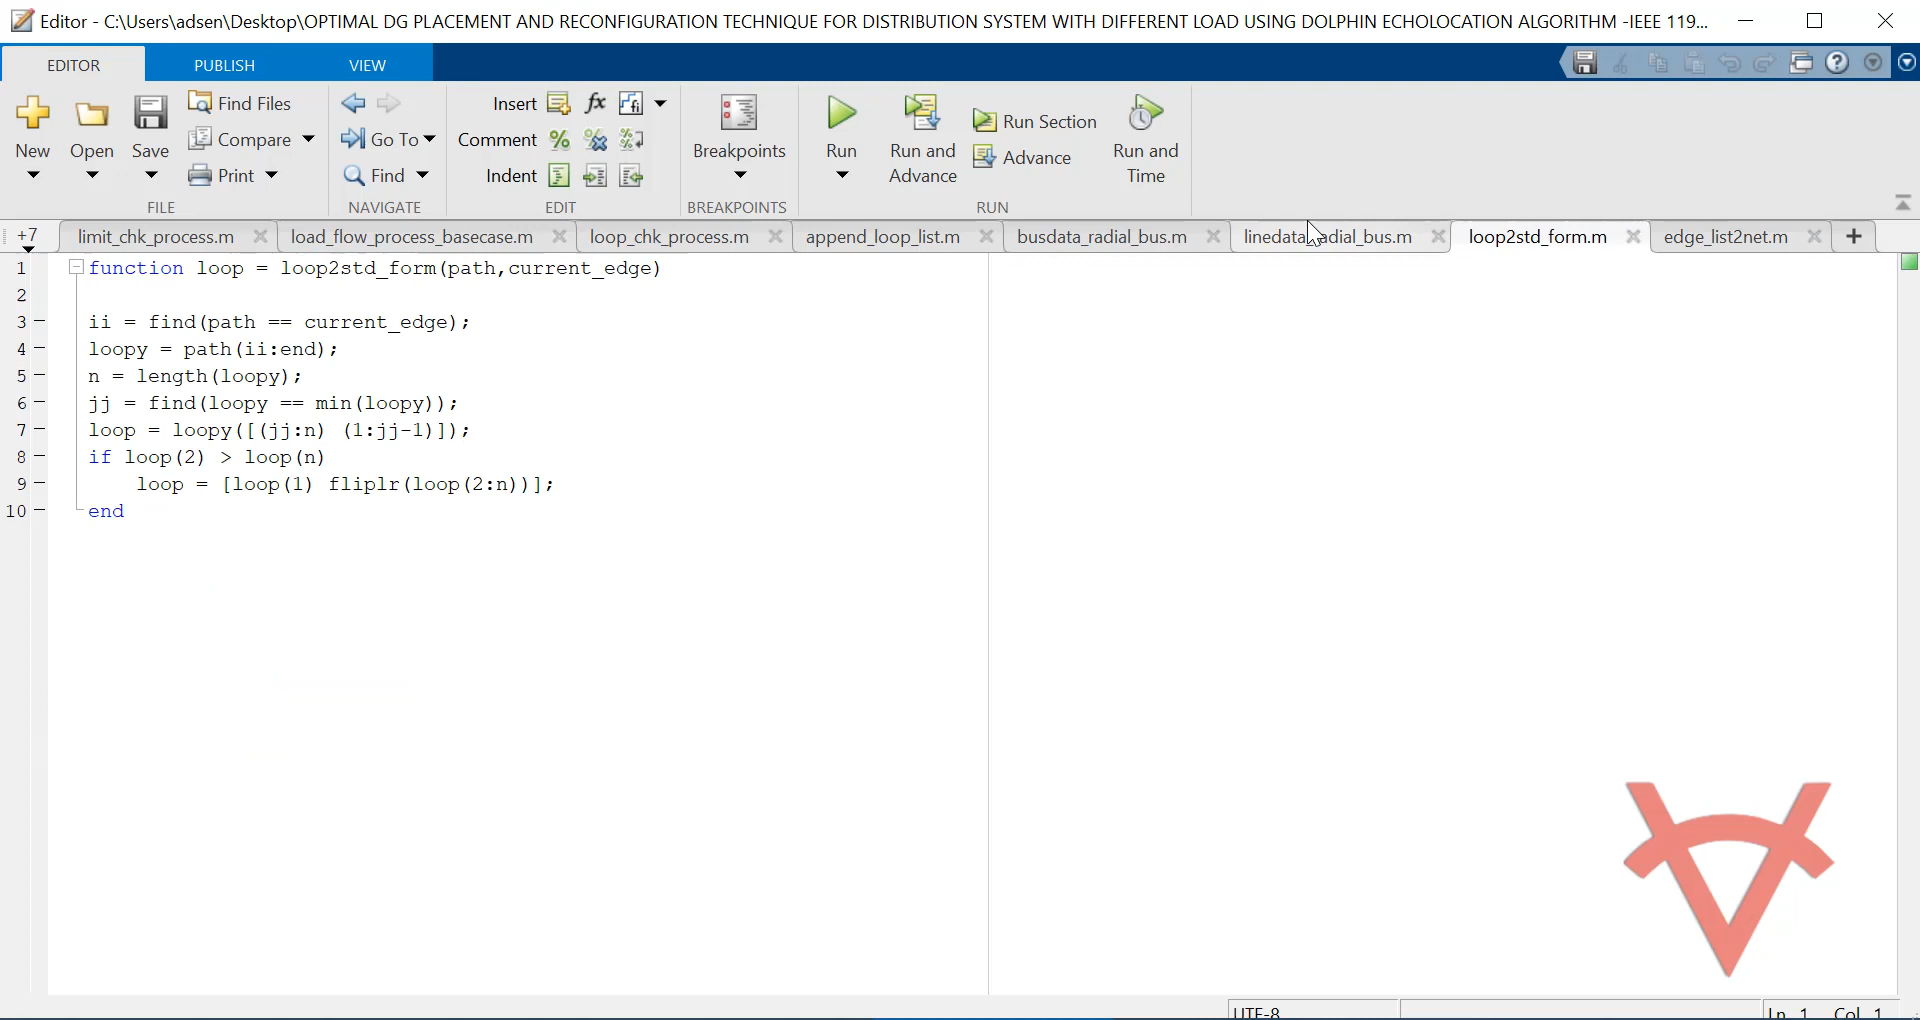 Editor - C:\Users\adsen\Desktop\OPTIMAL DG PLACEMENT AND RECONFIGURATION TECHNIQUE FOR DISTRIBUTION SYSTEM WITH DIFFERENT LOAD USING DOLPHIN ECHOLOCATION ALGORITHM -IEEE 119...
EDITOR PUBLISH VIEW
New Open Save Find Files Compare Print
FILE
Go To Find
NAVIGATE
Insert fx
Comment
Indent
EDIT
Breakpoints
BREAKPOINTS
Run Run and Advance Run Section Advance Run and Time
RUN
+7 limit_chk_process.m load_flow_process_basecase.m loop_chk_process.m append_loop_list.m busdata_radial_bus.m linedata_radial_bus.m loop2std_form.m edge_list2net.m
1 function loop = loop2std_form(path,current_edge)
2
3 ii = find(path == current_edge);
4 loopy = path(ii:end);
5 n = length(loopy);
6 jj = find(loopy == min(loopy));
7 loop = loopy([(jj:n) (1:jj-1)]);
8 if loop(2) > loop(n)
9 loop = [loop(1) fliplr(loop(2:n))];
10 end
UTF-8 Ln 1 Col 1